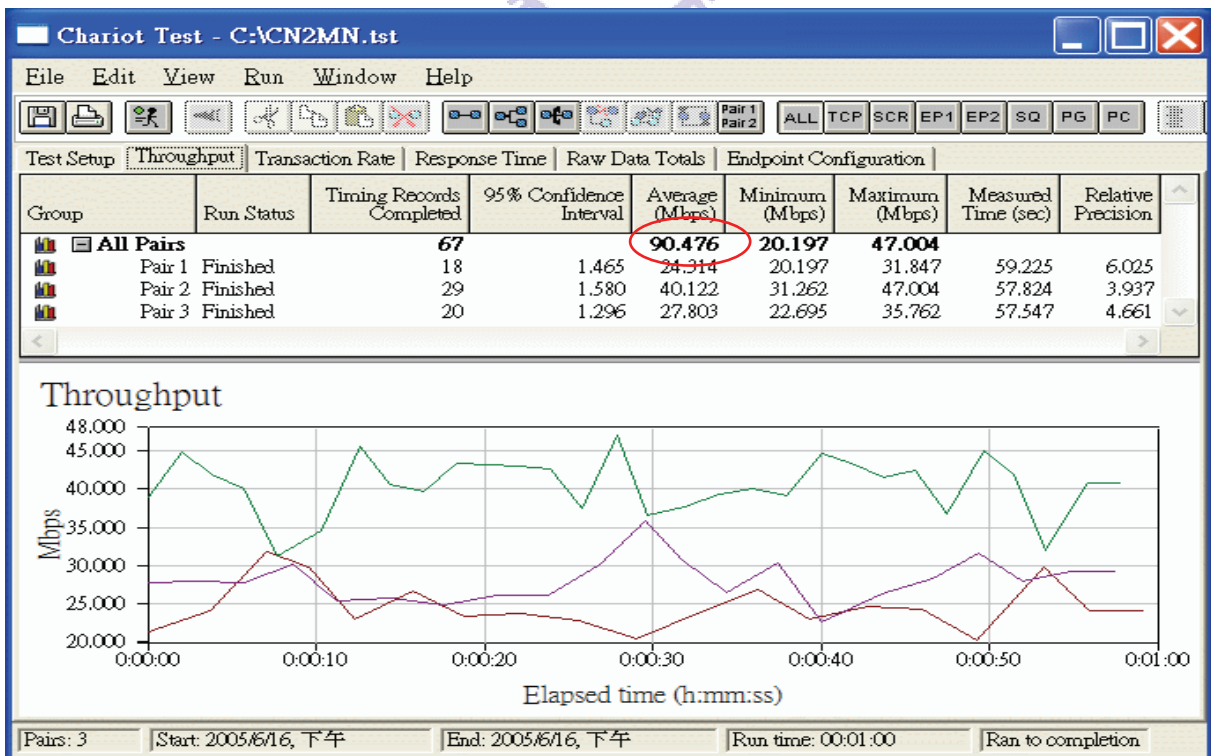 Chariot Test - C:\CN2MN.tst
File Edit View Run Window Help
Pair 1 Pair 2 ALL TCP SCR EP1 EP2 SQ PG PC
Test Setup Throughput Transaction Rate Response Time Raw Data Totals Endpoint Configuration
Group Run Status Timing Records Completed 95% Confidence Interval Average (Mbps) Minimum (Mbps) Maximum (Mbps) Measured Time (sec) Relative Precision
All Pairs 67 90.476 20.197 47.004
Pair 1 Finished 18 1.465 24.314 20.197 31.847 59.225 6.025
Pair 2 Finished 29 1.580 40.122 31.262 47.004 57.824 3.937
Pair 3 Finished 20 1.296 27.803 22.695 35.762 57.547 4.661
Throughput
48.000
45.000
40.000
35.000
30.000
25.000
20.000
Mbps
0:00:00 0:00:10 0:00:20 0:00:30 0:00:40 0:00:50 0:01:00
Elapsed time (h:mm:ss)
Pairs: 3 Start: 2005/6/16, 下午 End: 2005/6/16, 下午 Run time: 00:01:00 Ran to completion